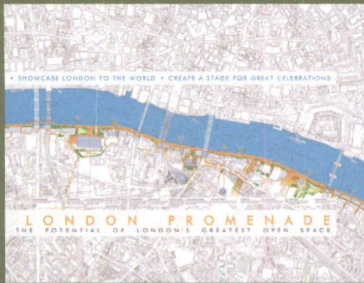 • SHOWCASE LONDON TO THE WORLD • CREATE A STAGE FOR GREAT CELEBRATIONS
LONDON PROMENADE
THE POTENTIAL OF LONDON'S GREATEST OPEN SPACE